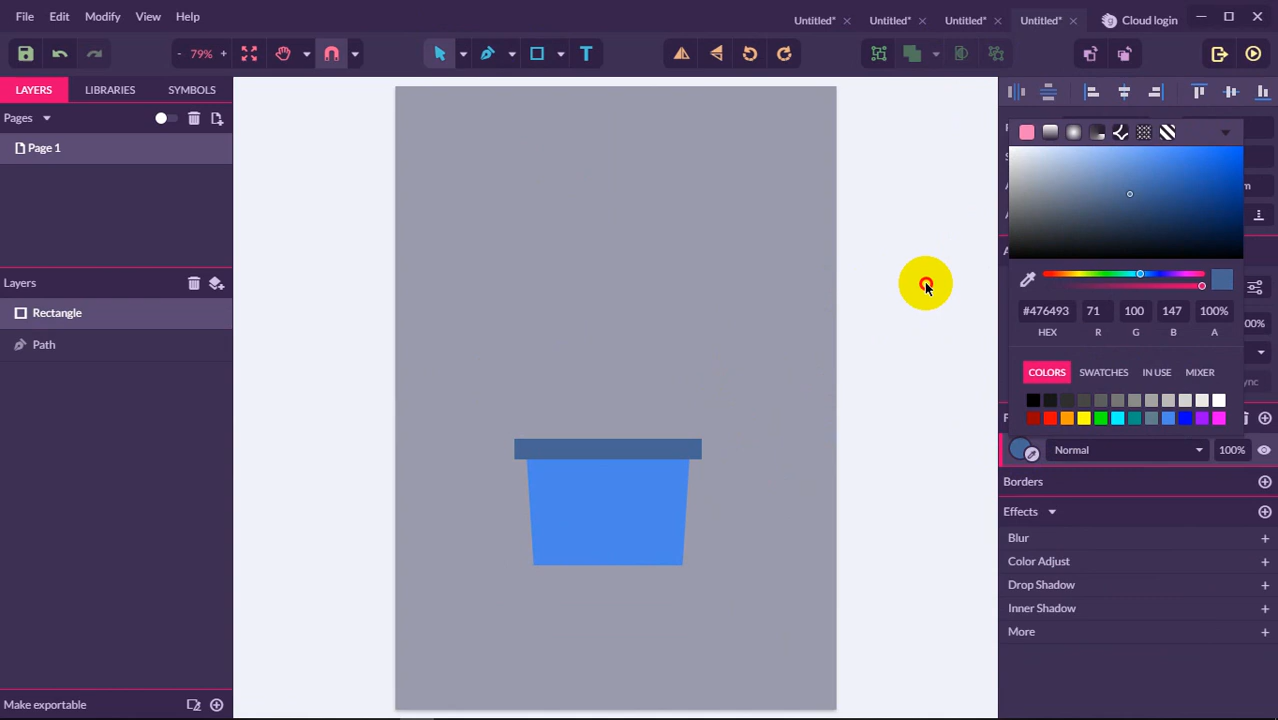 File Edit Modify View Help
Untitled* Untitled* Untitled* Untitled* Cloud login
- 79% +
T
LAYERS LIBRARIES SYMBOLS
Pages
Page 1
Layers
Rectangle
Path
Make exportable
#476493 71 100 147 100%
HEX R G B A
COLORS SWATCHES IN USE MIXER
Normal 100%
Borders
Effects
Blur
Color Adjust
Drop Shadow
Inner Shadow
More